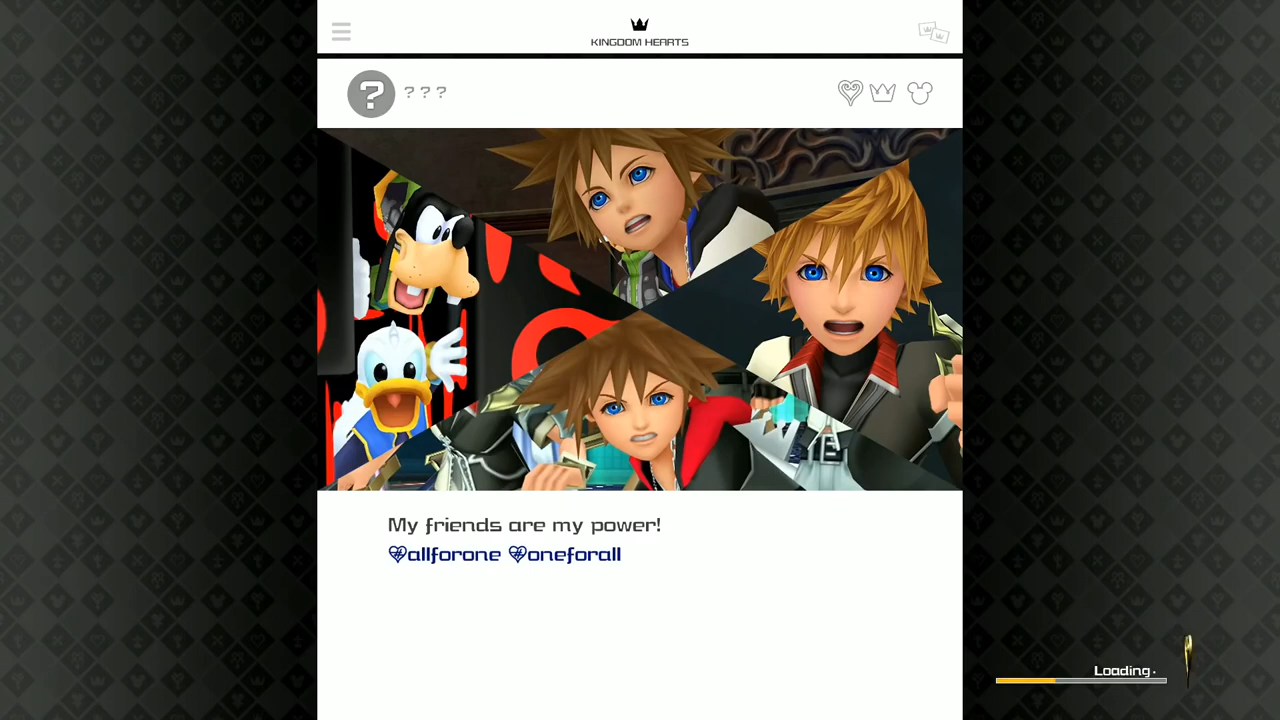 KINGDOM HEARTS
? ? ? ?
My friends are my power!
allforone oneforall
Loading.